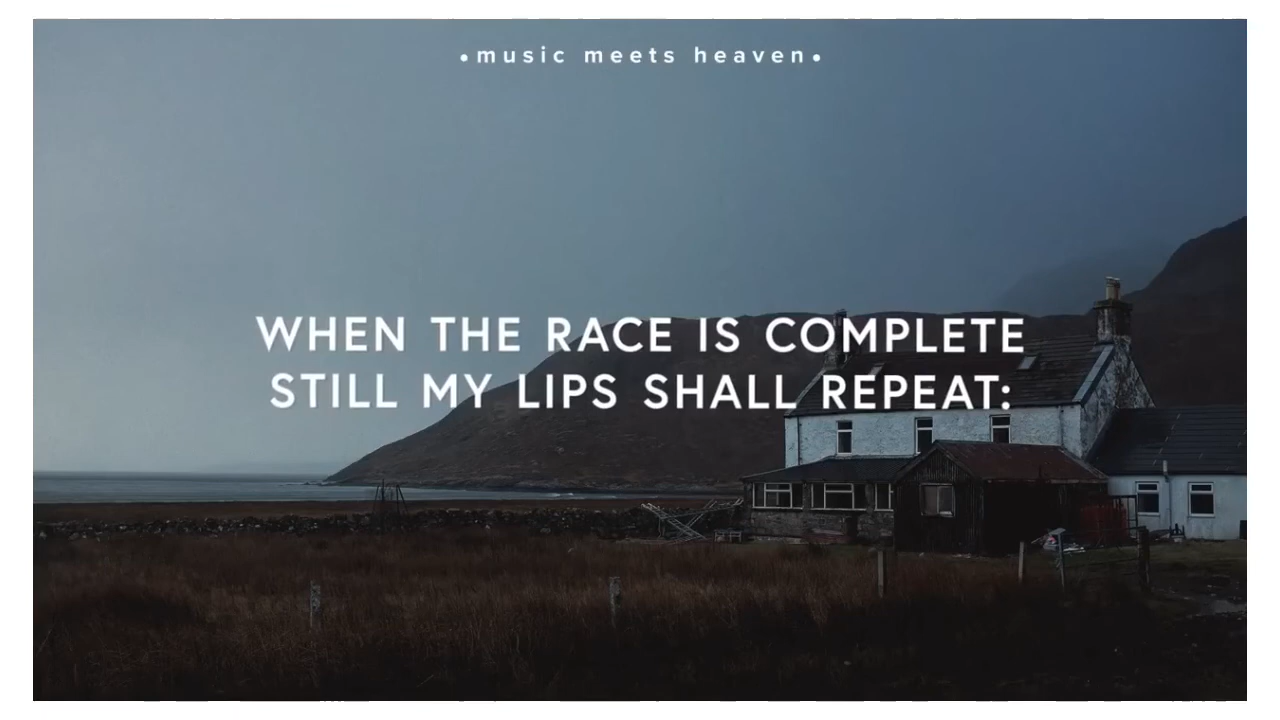 •music meets heaven•
WHEN THE RACE IS COMPLETE
STILL MY LIPS SHALL REPEAT: